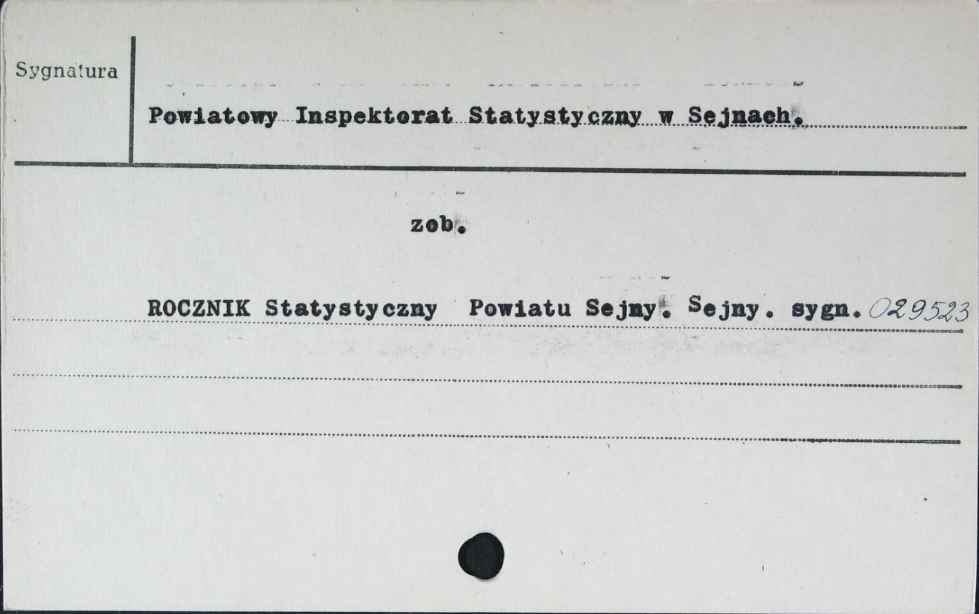 Sygnatura
Powiatowy Inspektorat Statystyczny w Sejnach.
zob.
ROCZNIK Statystyczny Powiatu Sejny. Sejny. sygn. 029523